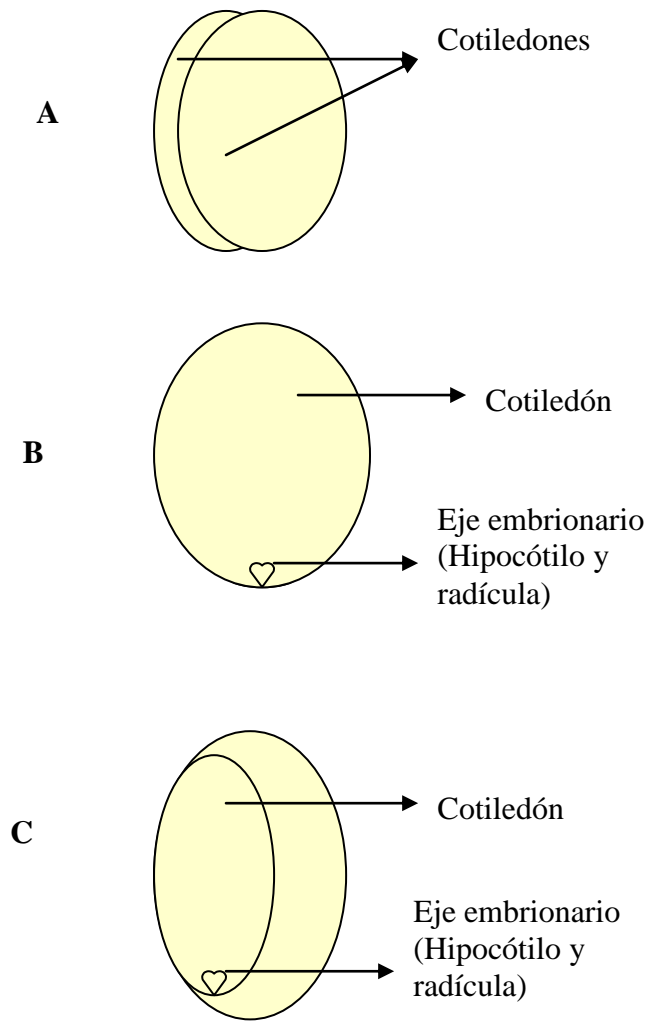 Cotiledones
A
Cotiledón
B
Eje embrionario
(Hipocótilo y
radícula)
Cotiledón
C
Eje embrionario
(Hipocótilo y
radícula)